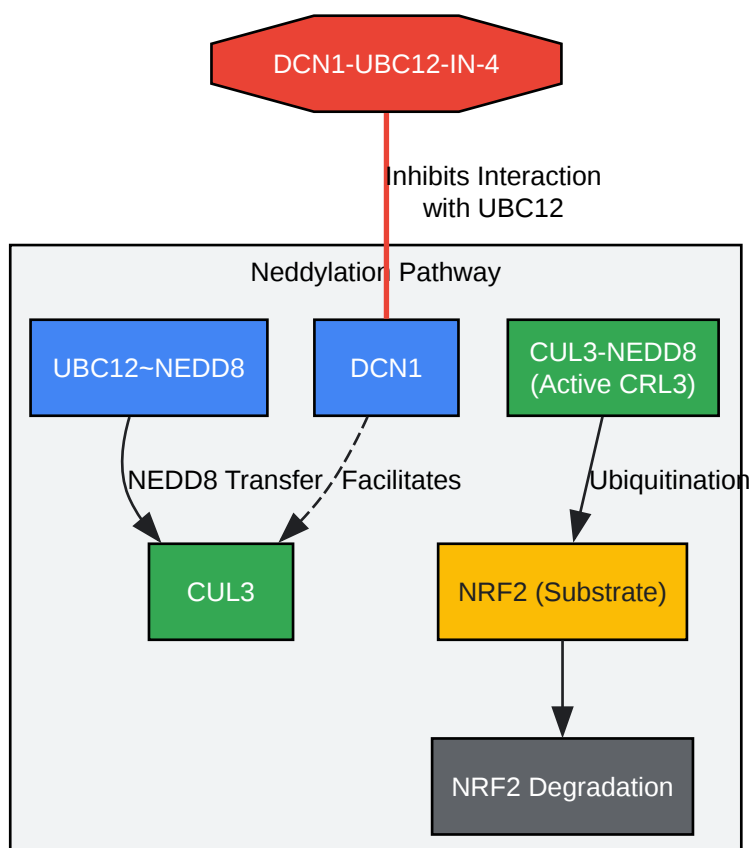 DCN1-UBC12-IN-4
Inhibits Interaction
with UBC12
Neddylation Pathway
UBC12~NEDD8
DCN1
CUL3-NEDD8
(Active CRL3)
NEDD8 Transfer
Facilitates
Ubiquitination
CUL3
NRF2 (Substrate)
NRF2 Degradation